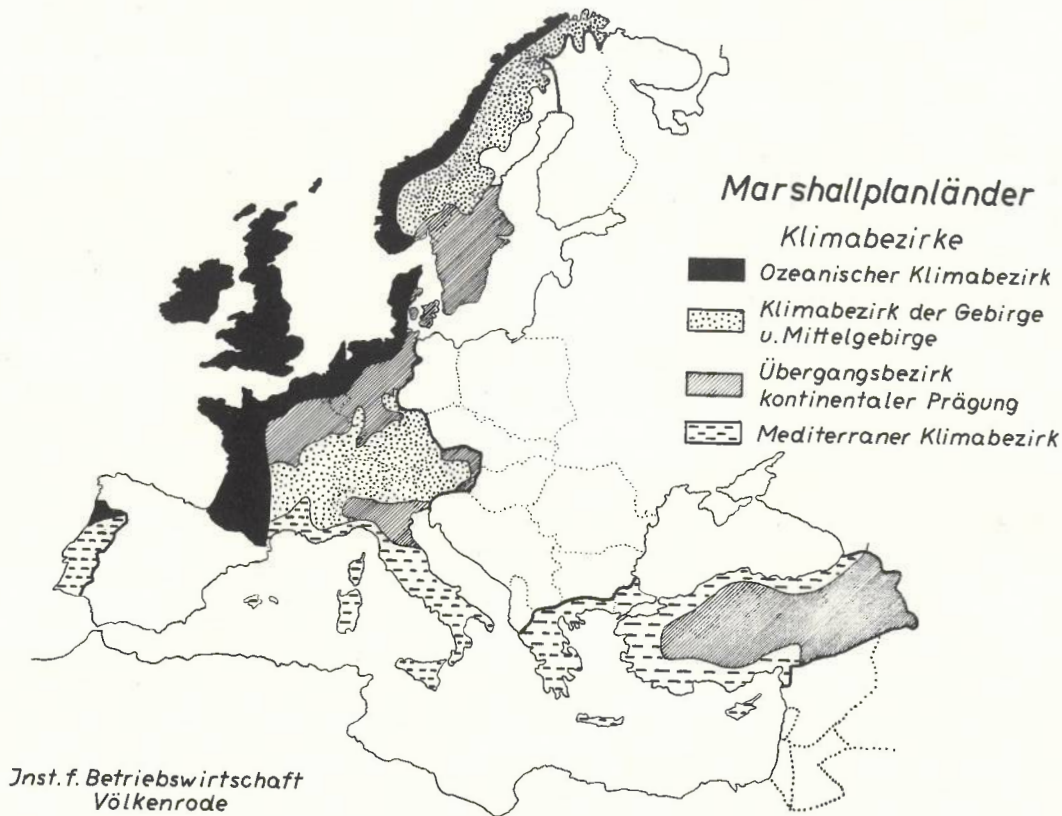 Marshallplanländer
Klimabezirke
Ozeanischer Klimabezirk
Klimabezirk der Gebirge
u. Mittelgebirge
Übergangsbezirk
kontinentaler Prägung
Mediterraner Klimabezirk
Jnst. f. Betriebswirtschaft
Völkenrode